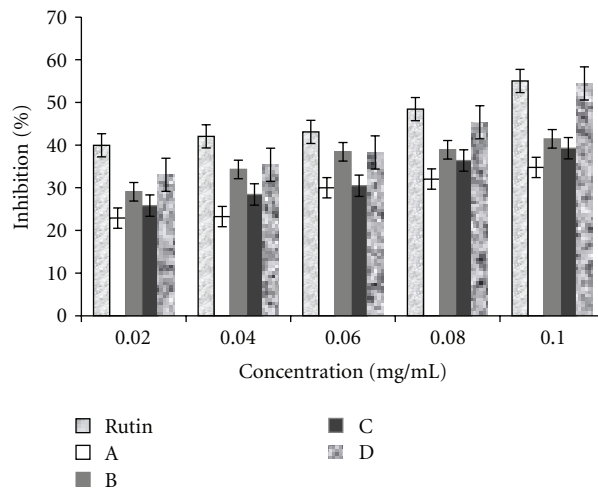 70
60
50
40
30
20
10
0
Inhibition (%)
0.02 0.04 0.06 0.08 0.1
Concentration (mg/mL)
Rutin
A
B
C
D